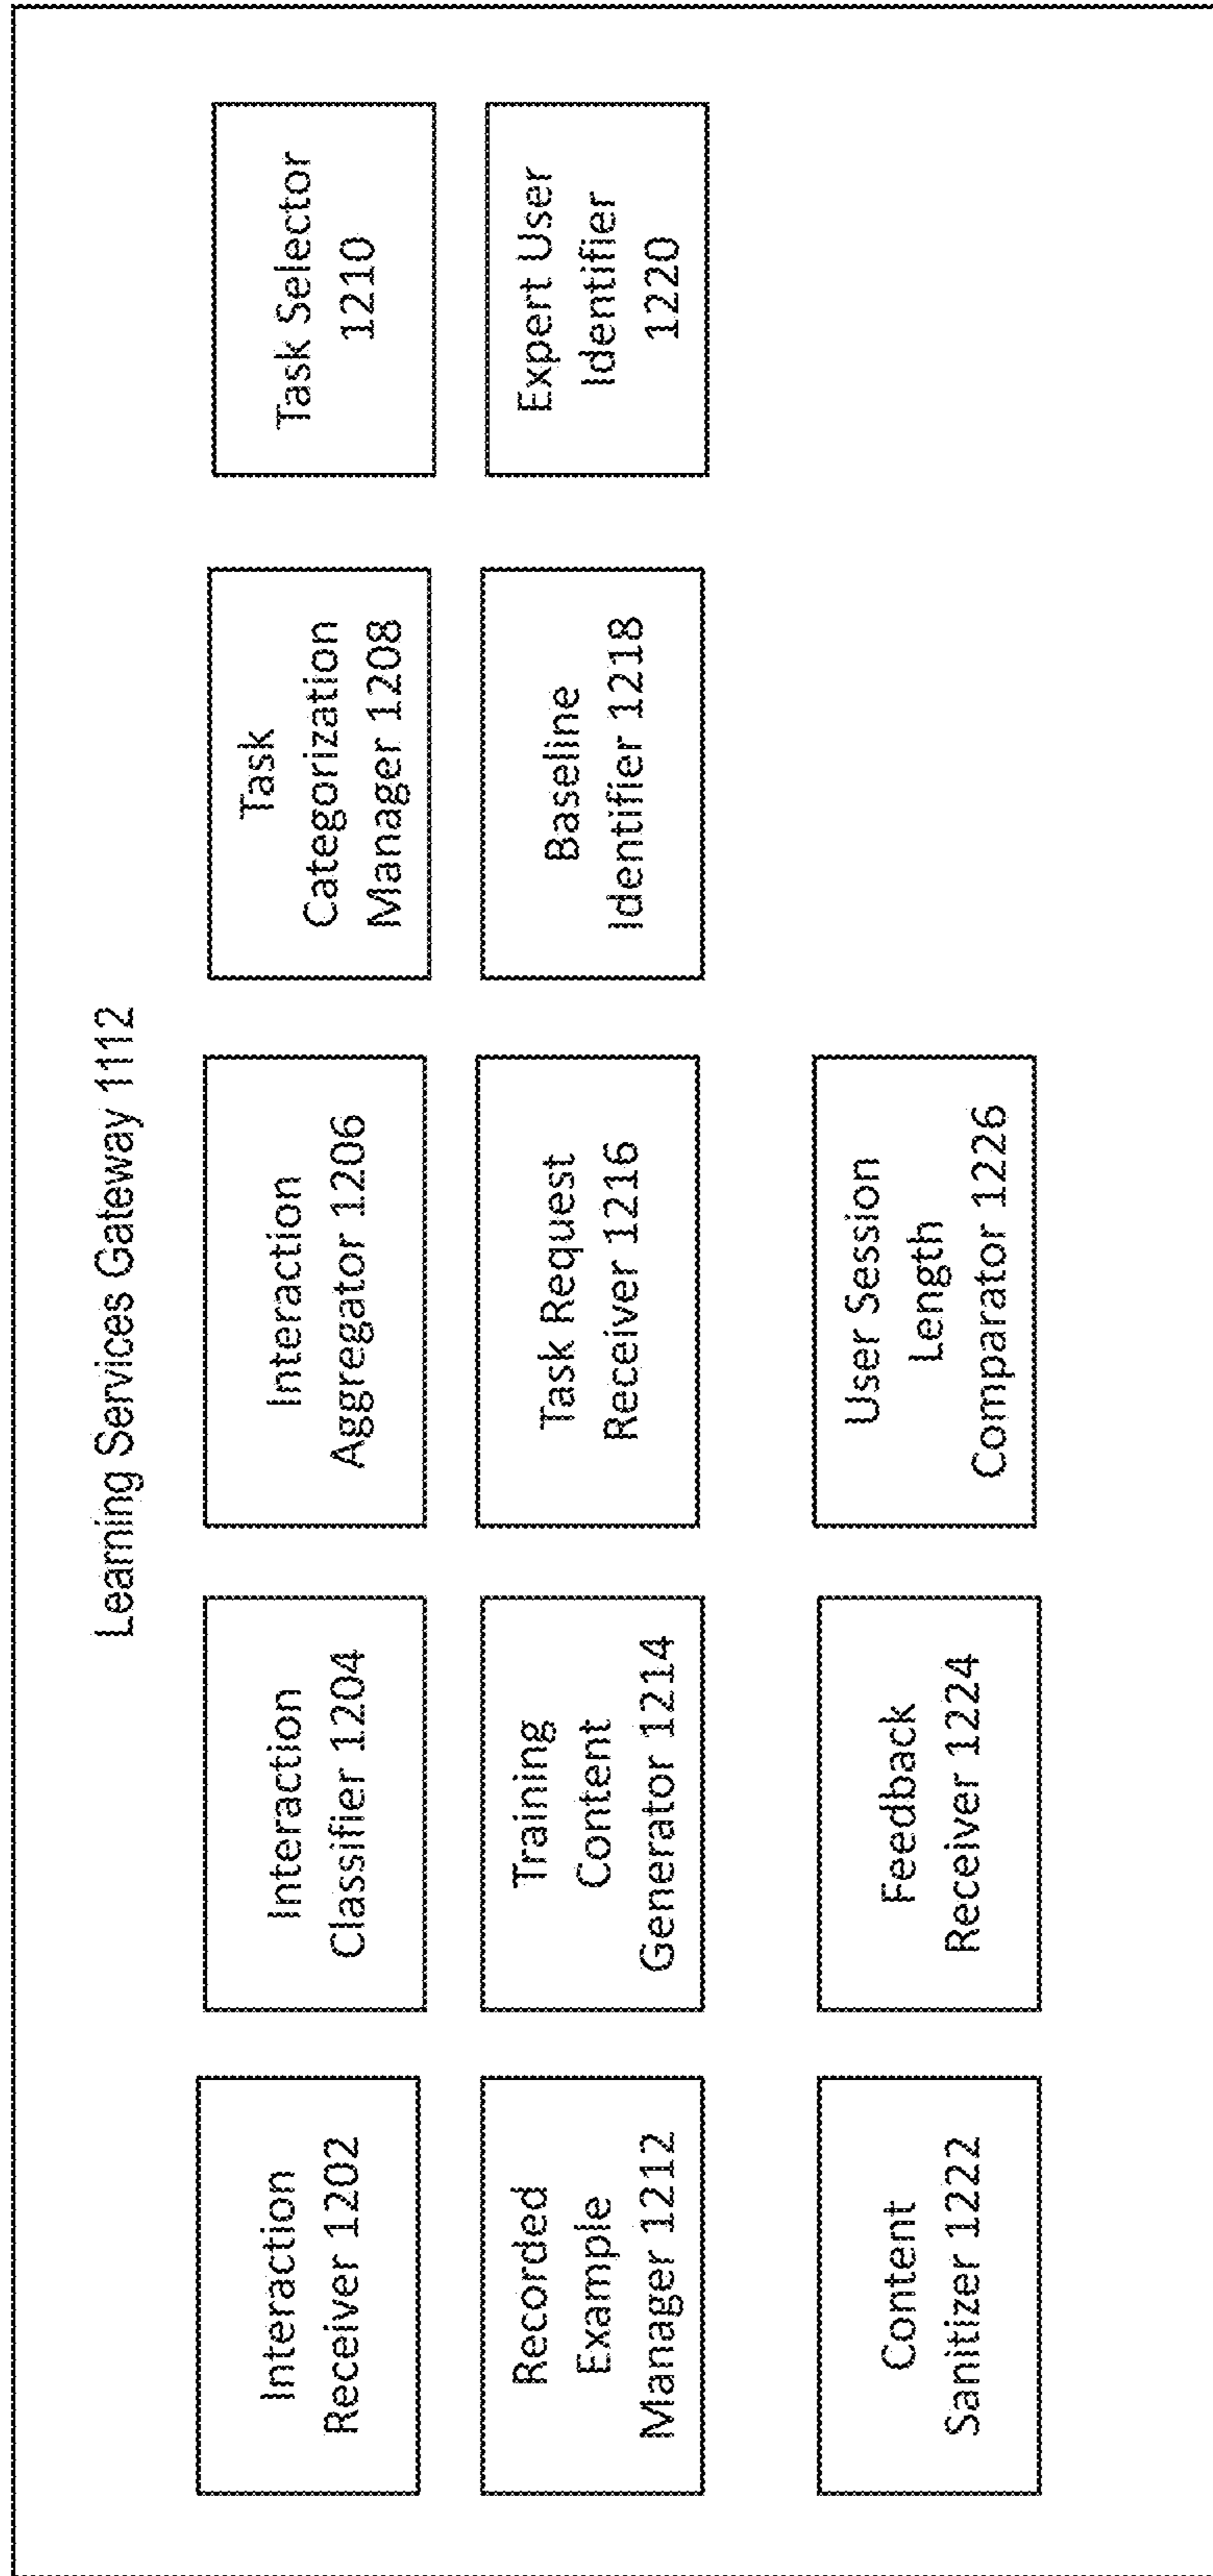 Learning Services Gateway 1112
Interaction
Receiver 1202
Interaction
Classifier 1204
Interaction
Aggregator 1206
Task
Categorization
Manager 1208
Task Selector
1210
Recorded
Example
Manager 1212
Training
Content
Generator 1214
Task Request
Receiver 1216
Baseline
Identifier 1218
Expert User
Identifier
1220
Content
Sanitizer 1222
Feedback
Receiver 1224
User Session
Length
Comparator 1226